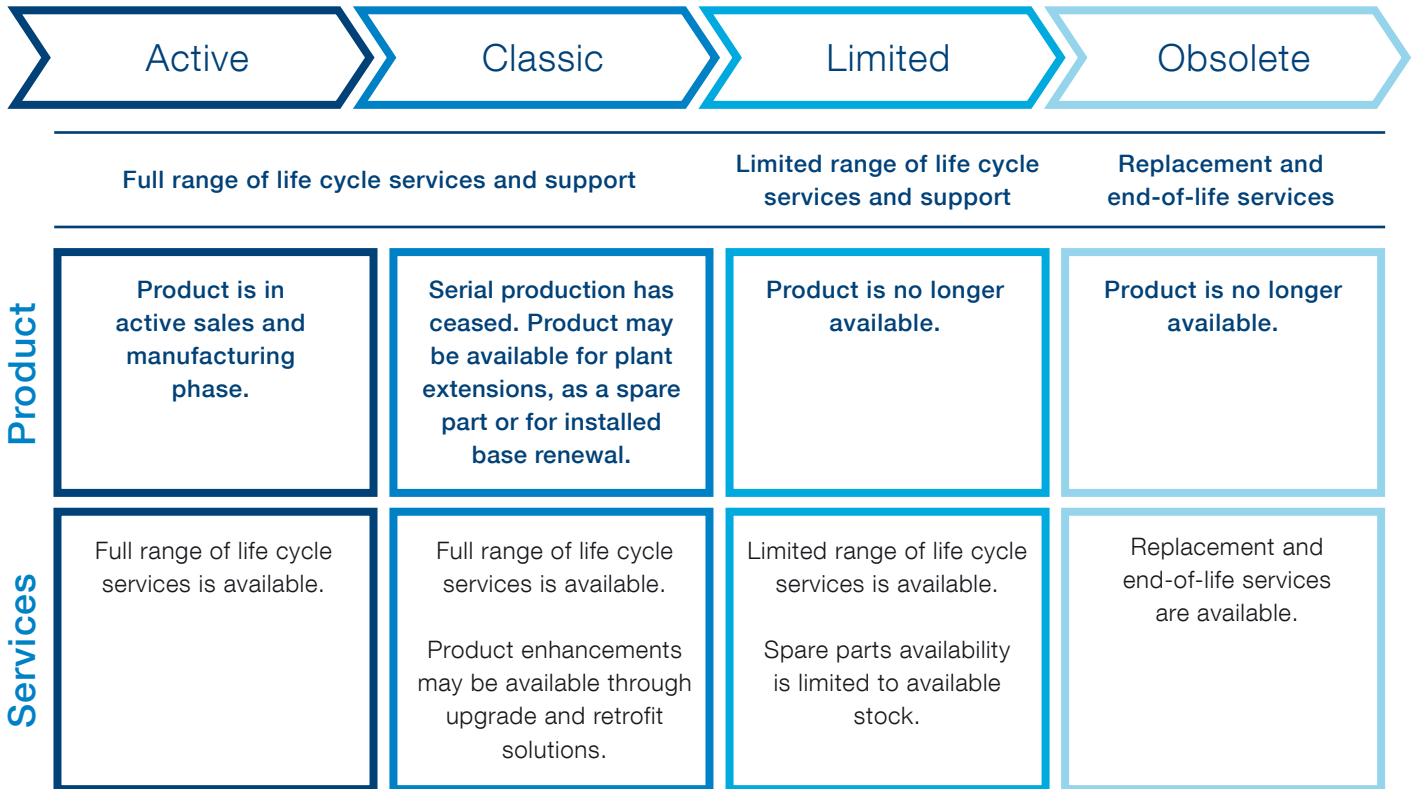 Active
Classic
Limited
Obsolete
Full range of life cycle services and support
Limited range of life cycle
services and support
Replacement and
end-of-life services
Product
Product is in
active sales and
manufacturing
phase.
Serial production has
ceased. Product may
be available for plant
extensions, as a spare
part or for installed
base renewal.
Product is no longer
available.
Product is no longer
available.
Services
Full range of life cycle
services is available.
Full range of life cycle
services is available.
Product enhancements
may be available through
upgrade and retrofit
solutions.
Limited range of life cycle
services is available.
Spare parts availability
is limited to available
stock.
Replacement and
end-of-life services
are available.